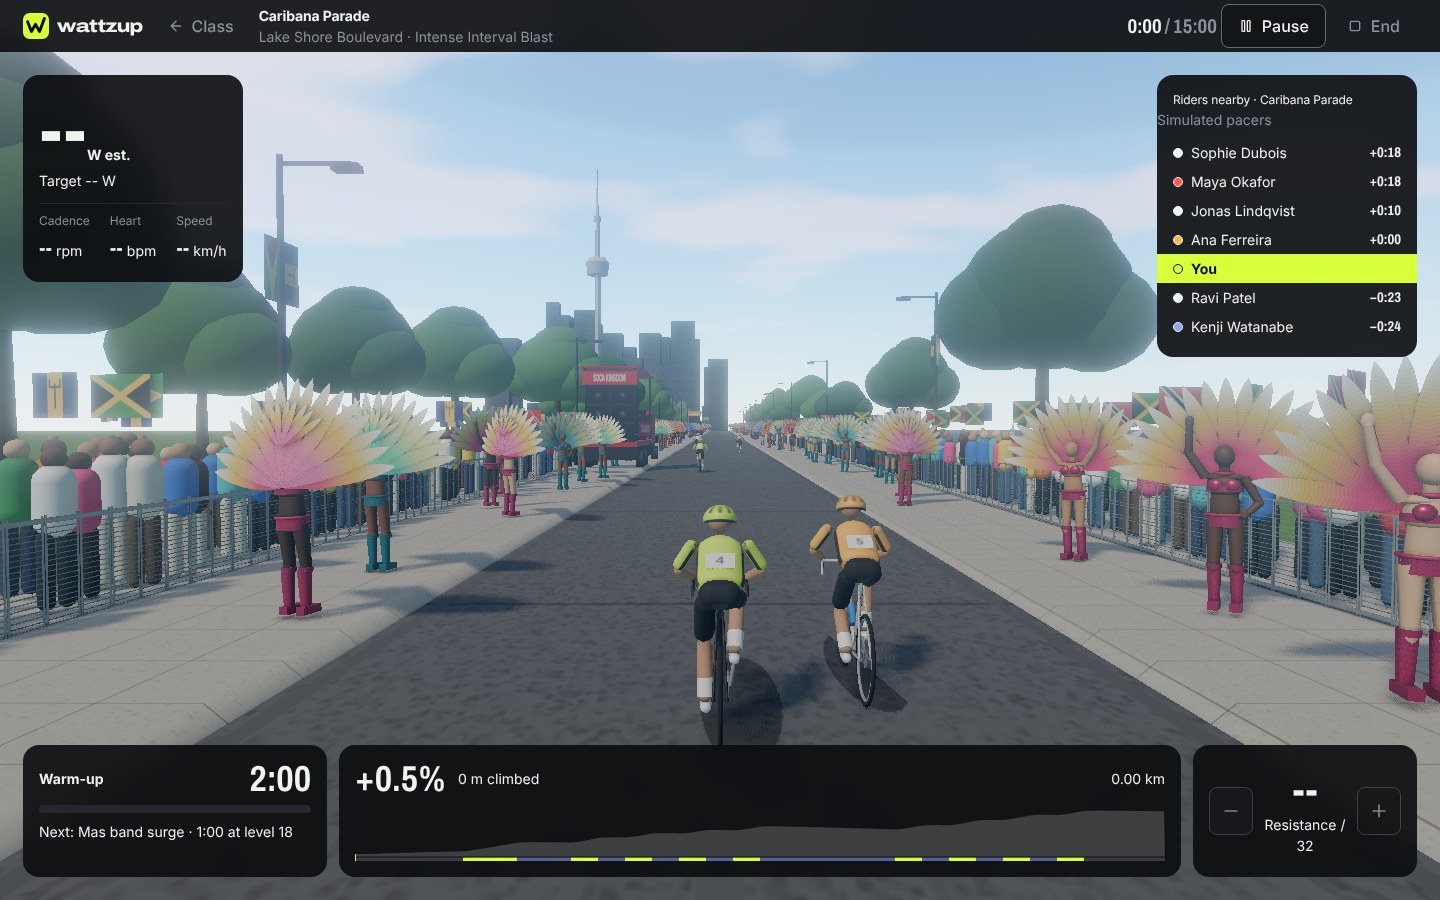 wattzup
Class
Caribana Parade
Lake Shore Boulevard · Intense Interval Blast
0:00 / 15:00
Pause
End
--
W est.
Target -- W
Cadence Heart Speed
-- rpm -- bpm -- km/h
Riders nearby · Caribana Parade
Simulated pacers
Sophie Dubois +0:18
Maya Okafor +0:18
Jonas Lindqvist +0:10
Ana Ferreira +0:00
You
Ravi Patel −0:23
Kenji Watanabe −0:24
SOCA KINGDOM
4
5
Warm-up 2:00
Next: Mas band surge · 1:00 at level 18
+0.5% 0 m climbed 0.00 km
--
Resistance /
32